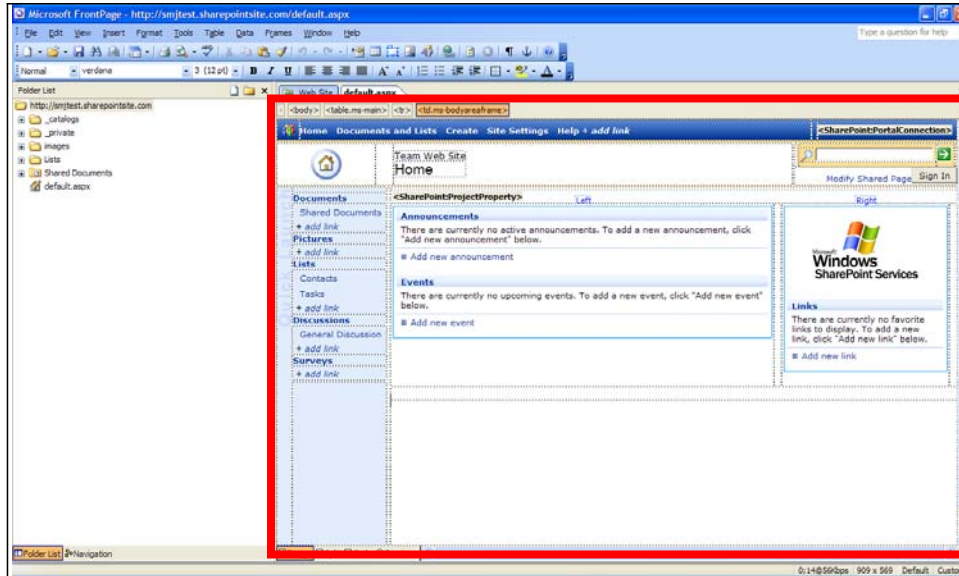 Microsoft FrontPage - http://smjtest.sharepointsite.com/default.aspx
File Edit View Insert Format Tools Table Data Frames Window Help
Type a question for help
Normal verdana 3 (12 pt) B I U
Folder List
Web Site default.aspx
http://smjtest.sharepointsite.com
_catalogs
_private
images
Lists
Shared Documents
default.aspx
<body> <table.ms-main> <tr> <td.ms-bodyareaframe>
Home Documents and Lists Create Site Settings Help + add link
<SharePoint:PortalConnection>
Team Web Site
Home
Modify Shared Page
Sign In
Documents
Shared Documents
+ add link
Pictures
+ add link
Lists
Contacts
Tasks
+ add link
Discussions
General Discussion
+ add link
Surveys
+ add link
<SharePoint:ProjectProperty>
Left
Announcements
There are currently no active announcements. To add a new announcement, click
"Add new announcement" below.
Add new announcement
Events
There are currently no upcoming events. To add a new event, click "Add new event"
below.
Add new event
Right
Microsoft
Windows
SharePoint Services
Links
There are currently no favorite
links to display. To add a new
link, click "Add new link" below.
Add new link
Folder List Navigation
0:14@56Kbps 909 x 569 Default Custo